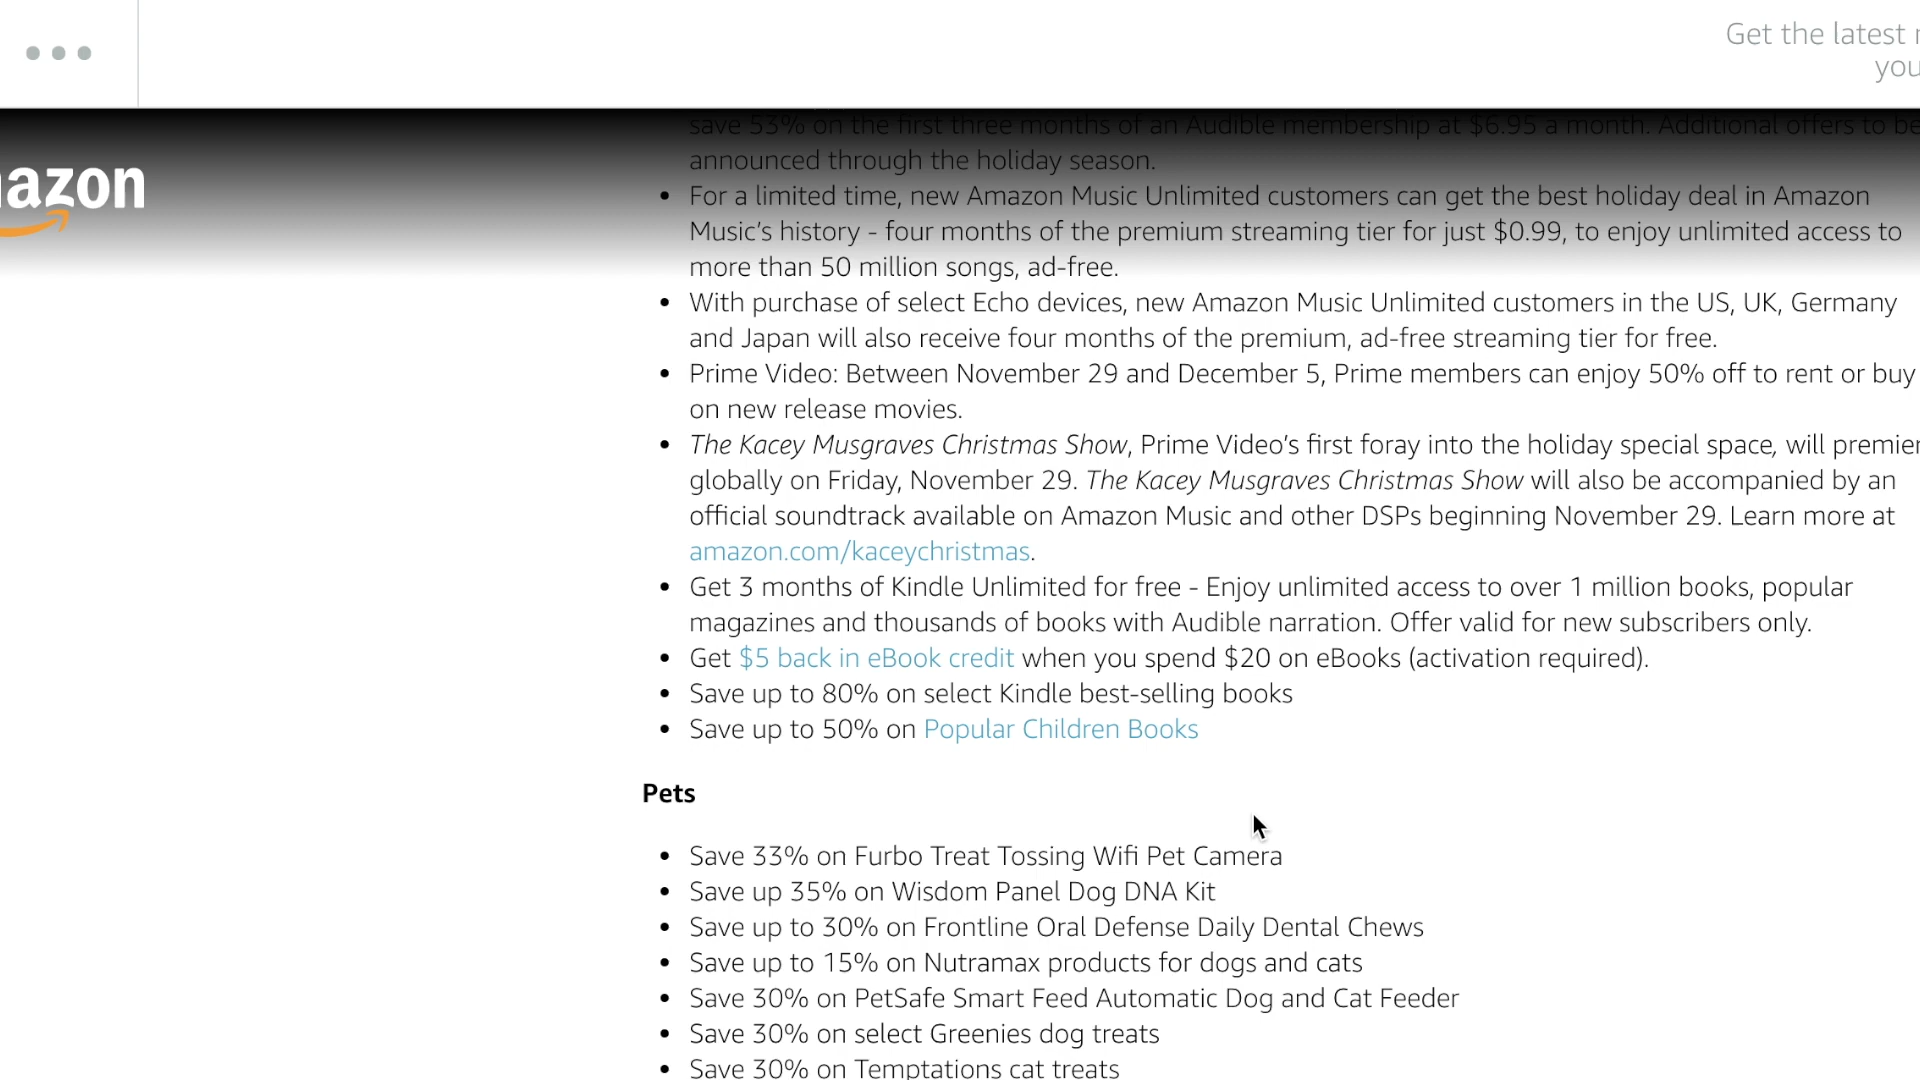 Get the latest
you
save 53% on the first three months of an Audible membership at $6.95 a month. Additional offers to be
announced through the holiday season.
azon
• For a limited time, new Amazon Music Unlimited customers can get the best holiday deal in Amazon
Music’s history - four months of the premium streaming tier for just $0.99, to enjoy unlimited access to
more than 50 million songs, ad-free.
• With purchase of select Echo devices, new Amazon Music Unlimited customers in the US, UK, Germany
and Japan will also receive four months of the premium, ad-free streaming tier for free.
• Prime Video: Between November 29 and December 5, Prime members can enjoy 50% off to rent or buy
on new release movies.
• The Kacey Musgraves Christmas Show, Prime Video’s first foray into the holiday special space, will premier
globally on Friday, November 29. The Kacey Musgraves Christmas Show will also be accompanied by an
official soundtrack available on Amazon Music and other DSPs beginning November 29. Learn more at
amazon.com/kaceychristmas.
• Get 3 months of Kindle Unlimited for free - Enjoy unlimited access to over 1 million books, popular
magazines and thousands of books with Audible narration. Offer valid for new subscribers only.
• Get $5 back in eBook credit when you spend $20 on eBooks (activation required).
• Save up to 80% on select Kindle best-selling books
• Save up to 50% on Popular Children Books
Pets
• Save 33% on Furbo Treat Tossing Wifi Pet Camera
• Save up 35% on Wisdom Panel Dog DNA Kit
• Save up to 30% on Frontline Oral Defense Daily Dental Chews
• Save up to 15% on Nutramax products for dogs and cats
• Save 30% on PetSafe Smart Feed Automatic Dog and Cat Feeder
• Save 30% on select Greenies dog treats
• Save 30% on Temptations cat treats